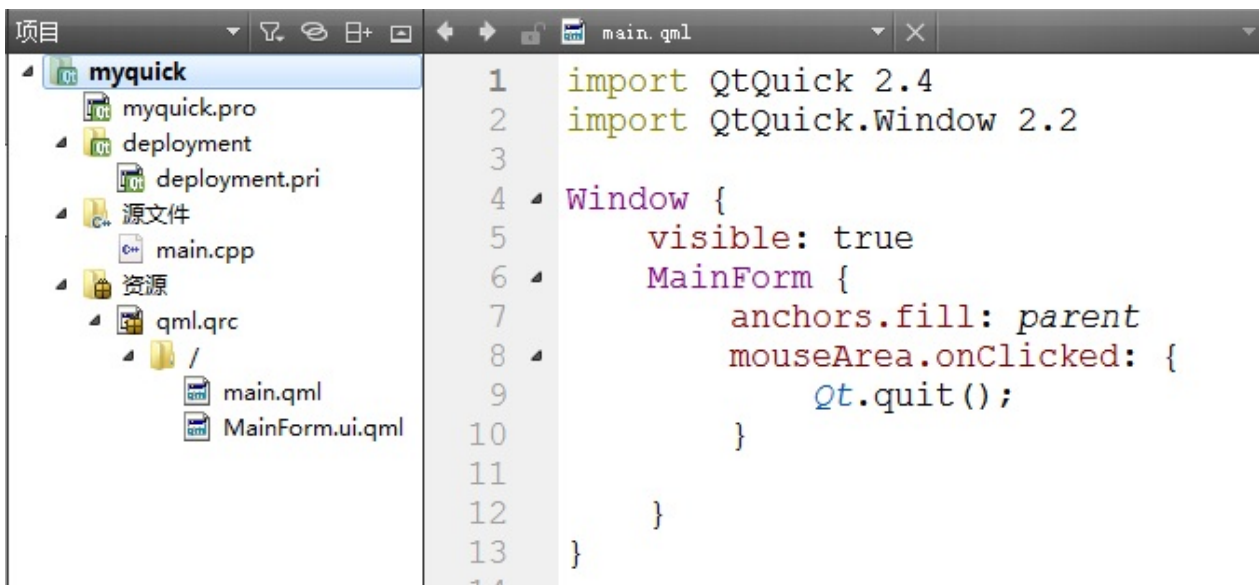 项目
myquick
myquick.pro
deployment
deployment.pri
源文件
main.cpp
资源
qml.qrc
/
main.qml
MainForm.ui.qml
main.qml
1 import QtQuick 2.4
2 import QtQuick.Window 2.2
3
4 Window {
5     visible: true
6     MainForm {
7         anchors.fill: parent
8         mouseArea.onClicked: {
9             Qt.quit();
10         }
11
12     }
13 }
14